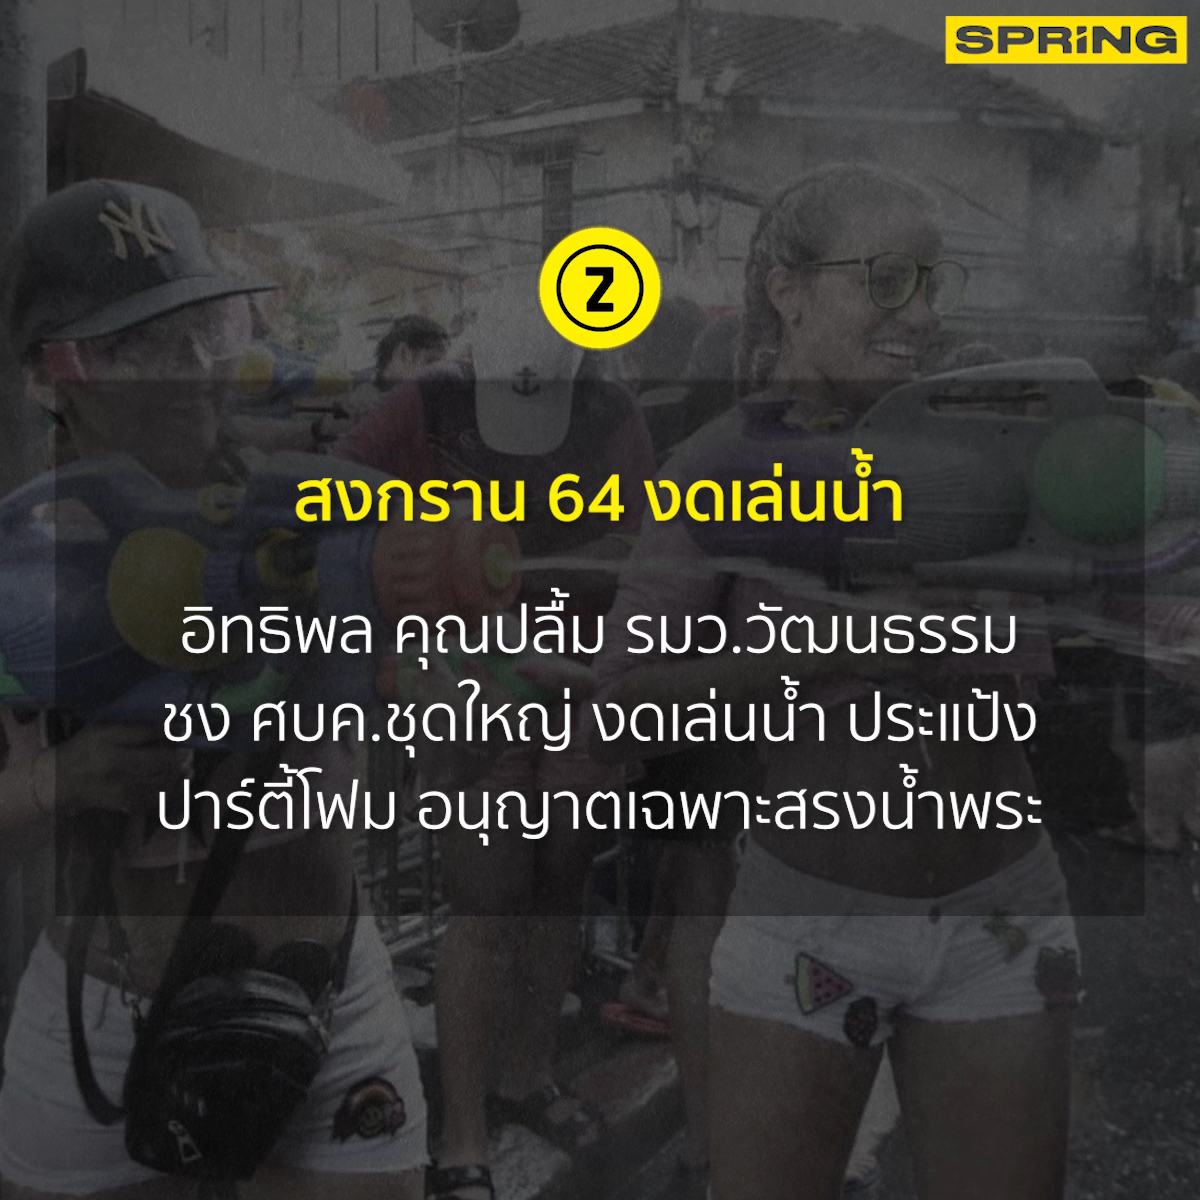 SPRiNG
NY
Z
สงกราน 64 งดเล่นน้ำ
อิทธิพล คุณปลื้ม รมว.วัฒนธรรม
ชง ศบค.ชุดใหญ่ งดเล่นน้ำ ประแป้ง
ปาร์ตี้โฟม อนุญาตเฉพาะสรงน้ำพระ